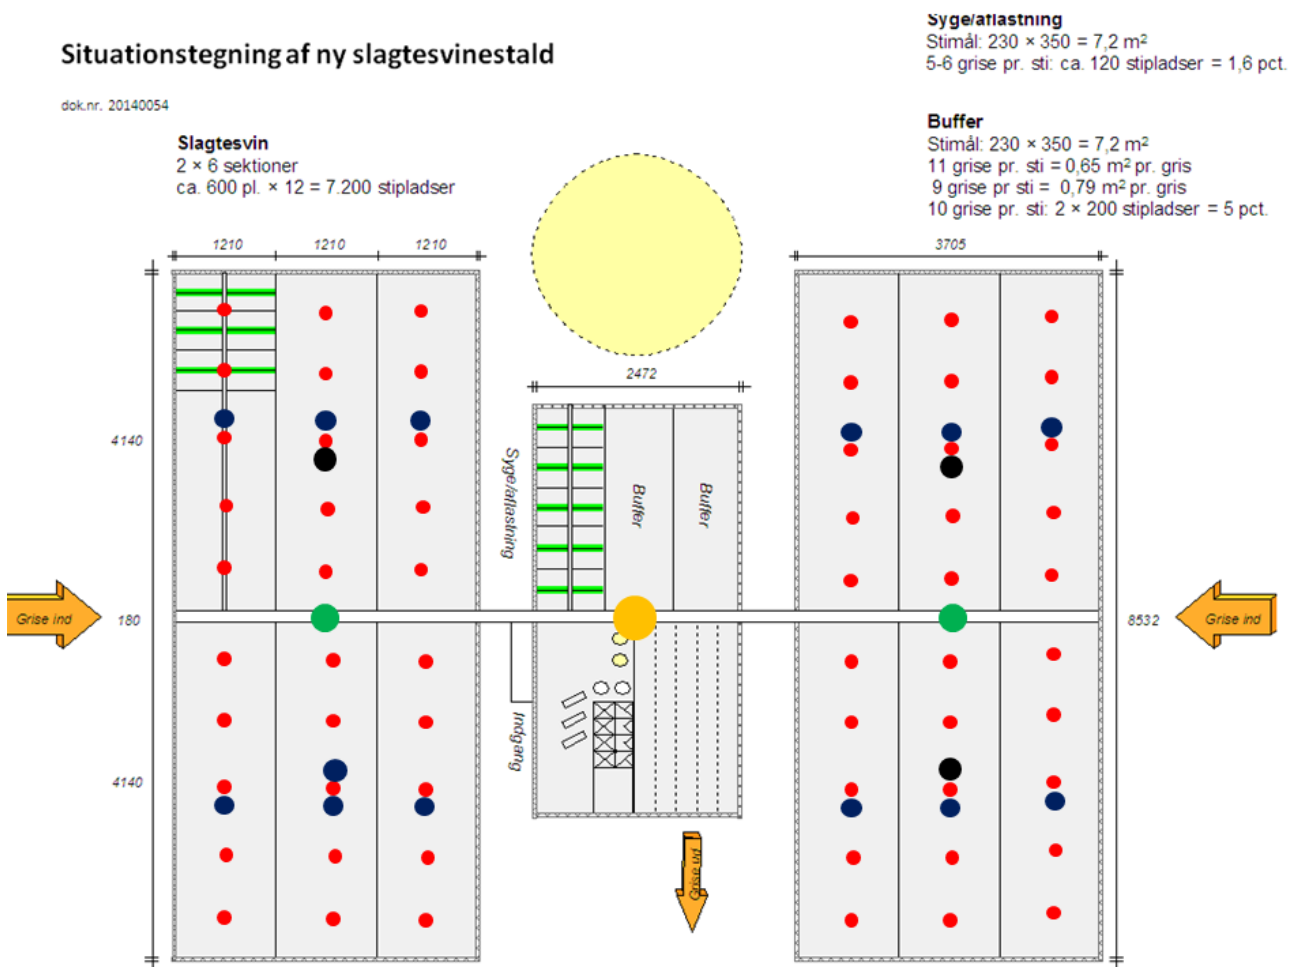 Situationstegning af ny slagtesvinestald
dok.nr. 20140054
Syge/aflastning
Stimål: 230 × 350 = 7,2 m²
5-6 grise pr. sti: ca. 120 stipladser = 1,6 pct.
Buffer
Stimål: 230 × 350 = 7,2 m²
11 grise pr. sti = 0,65 m² pr. gris
9 grise pr sti = 0,79 m² pr. gris
10 grise pr. sti: 2 × 200 stipladser = 5 pct.
Slagtesvin
2 × 6 sektioner
ca. 600 pl. × 12 = 7.200 stipladser
1210
1210
1210
3705
2472
4140
Syge/aflastning
Buffer
Buffer
Grise ind
180
8532
Grise ind
Indgang
4140
Grise ud